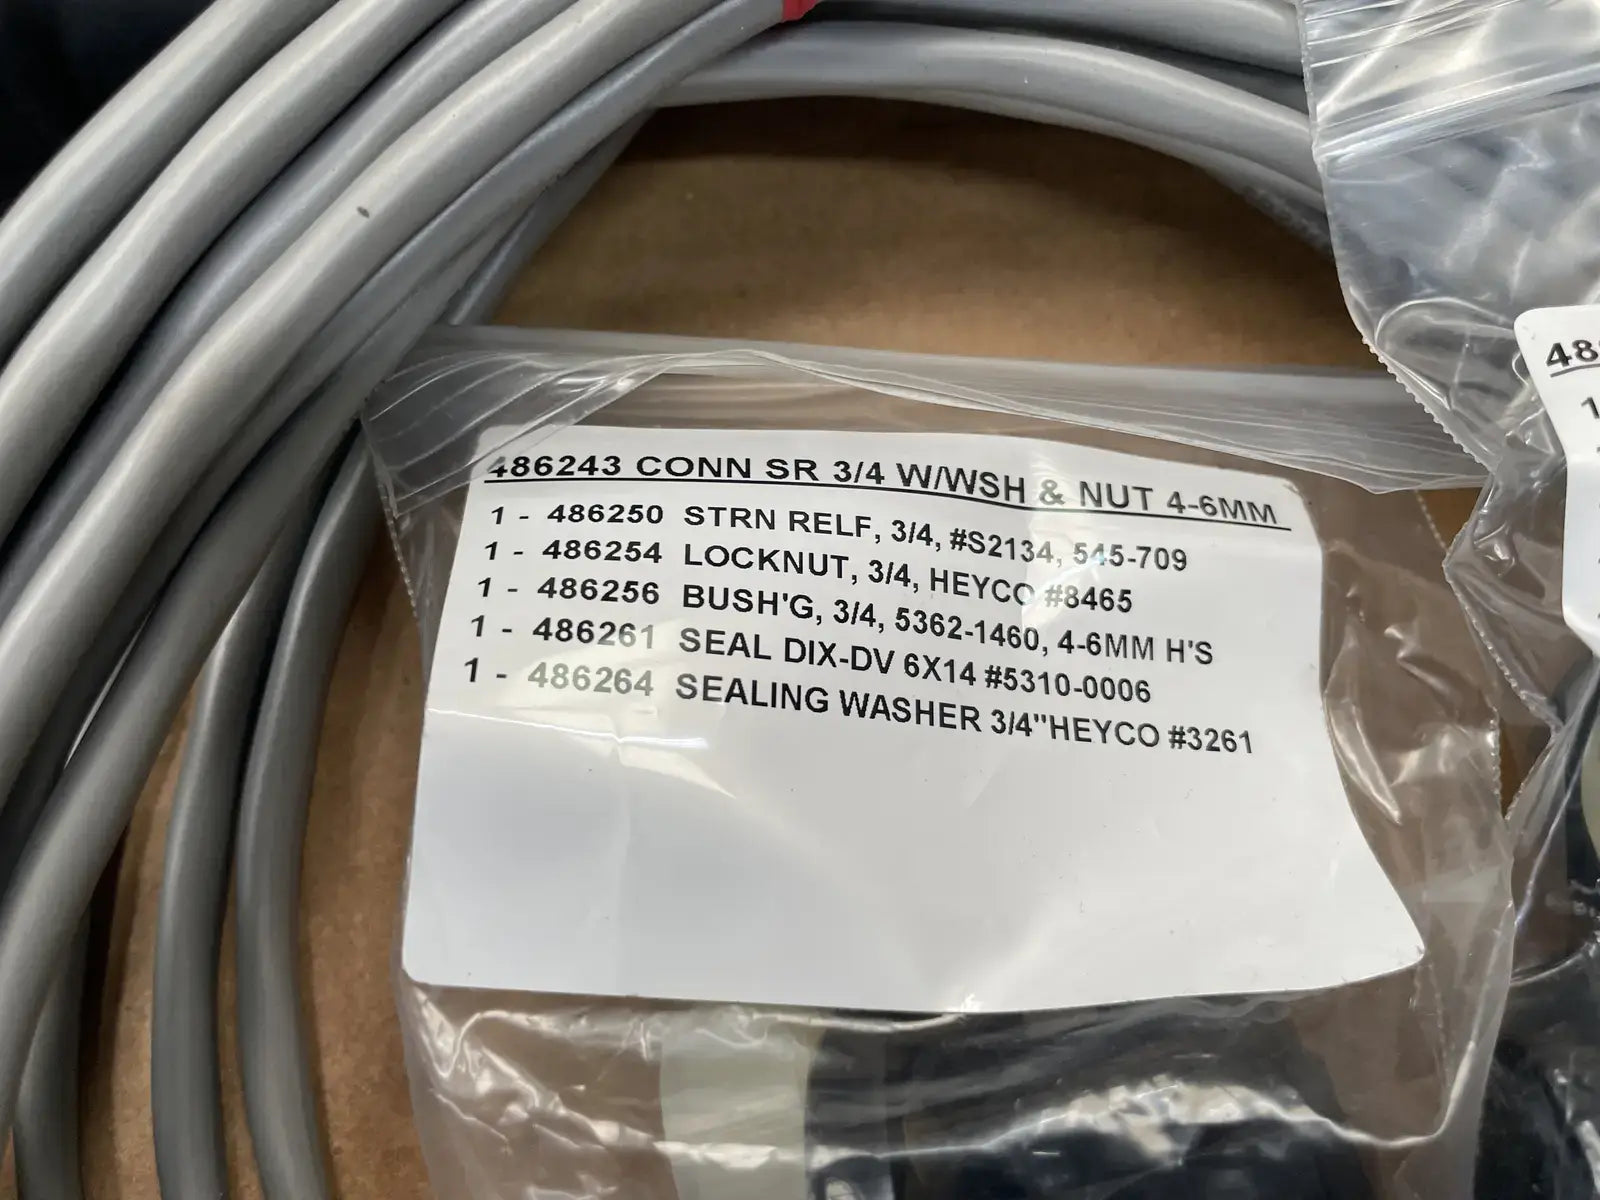 486243 CONN SR 3/4 W/WSH & NUT 4-6MM
1 - 486250 STRN RELF, 3/4, #S2134, 545-709
1 - 486254 LOCKNUT, 3/4, HEYCO #8465
1 - 486256 BUSH'G, 3/4, 5362-1460, 4-6MM H'S
1 - 486261 SEAL DIX-DV 6X14 #5310-0006
1 - 486264 SEALING WASHER 3/4"HEYCO #3261